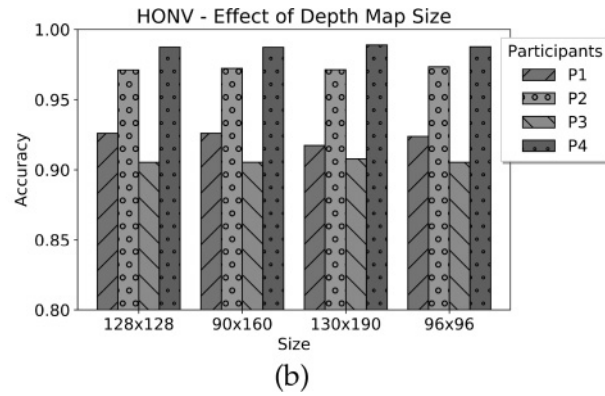 HONV - Effect of Depth Map Size
1.00
0.95
0.90
0.85
0.80
Accuracy
128x128 90x160 130x190 96x96
Size
Participants
P1
P2
P3
P4
(b)